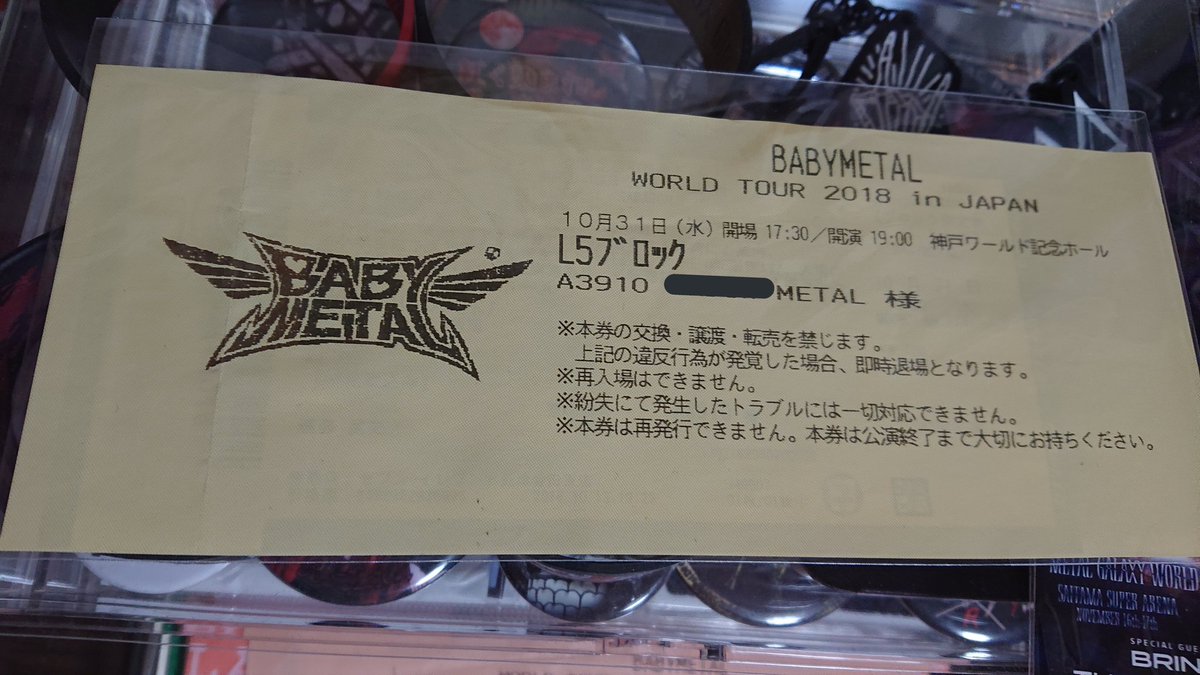 BABYMETAL
WORLD TOUR 2018 in JAPAN
10月31日(水)開場 17:30/開演 19:00 神戸ワールド記念ホール
L5ブロック
A3910 METAL 様
※本券の交換・譲渡・転売を禁じます。
上記の違反行為が発覚した場合、即時退場となります。
※再入場はできません。
※紛失にて発生したトラブルには一切対応できません。
※本券は再発行できません。本券は公演終了まで大切にお持ちください。
BABY
METAL
METAL GALAXY WORLD
SAITAMA SUPER ARENA
NOVEMBER 16th-17th
SPECIAL GUE
BRIN